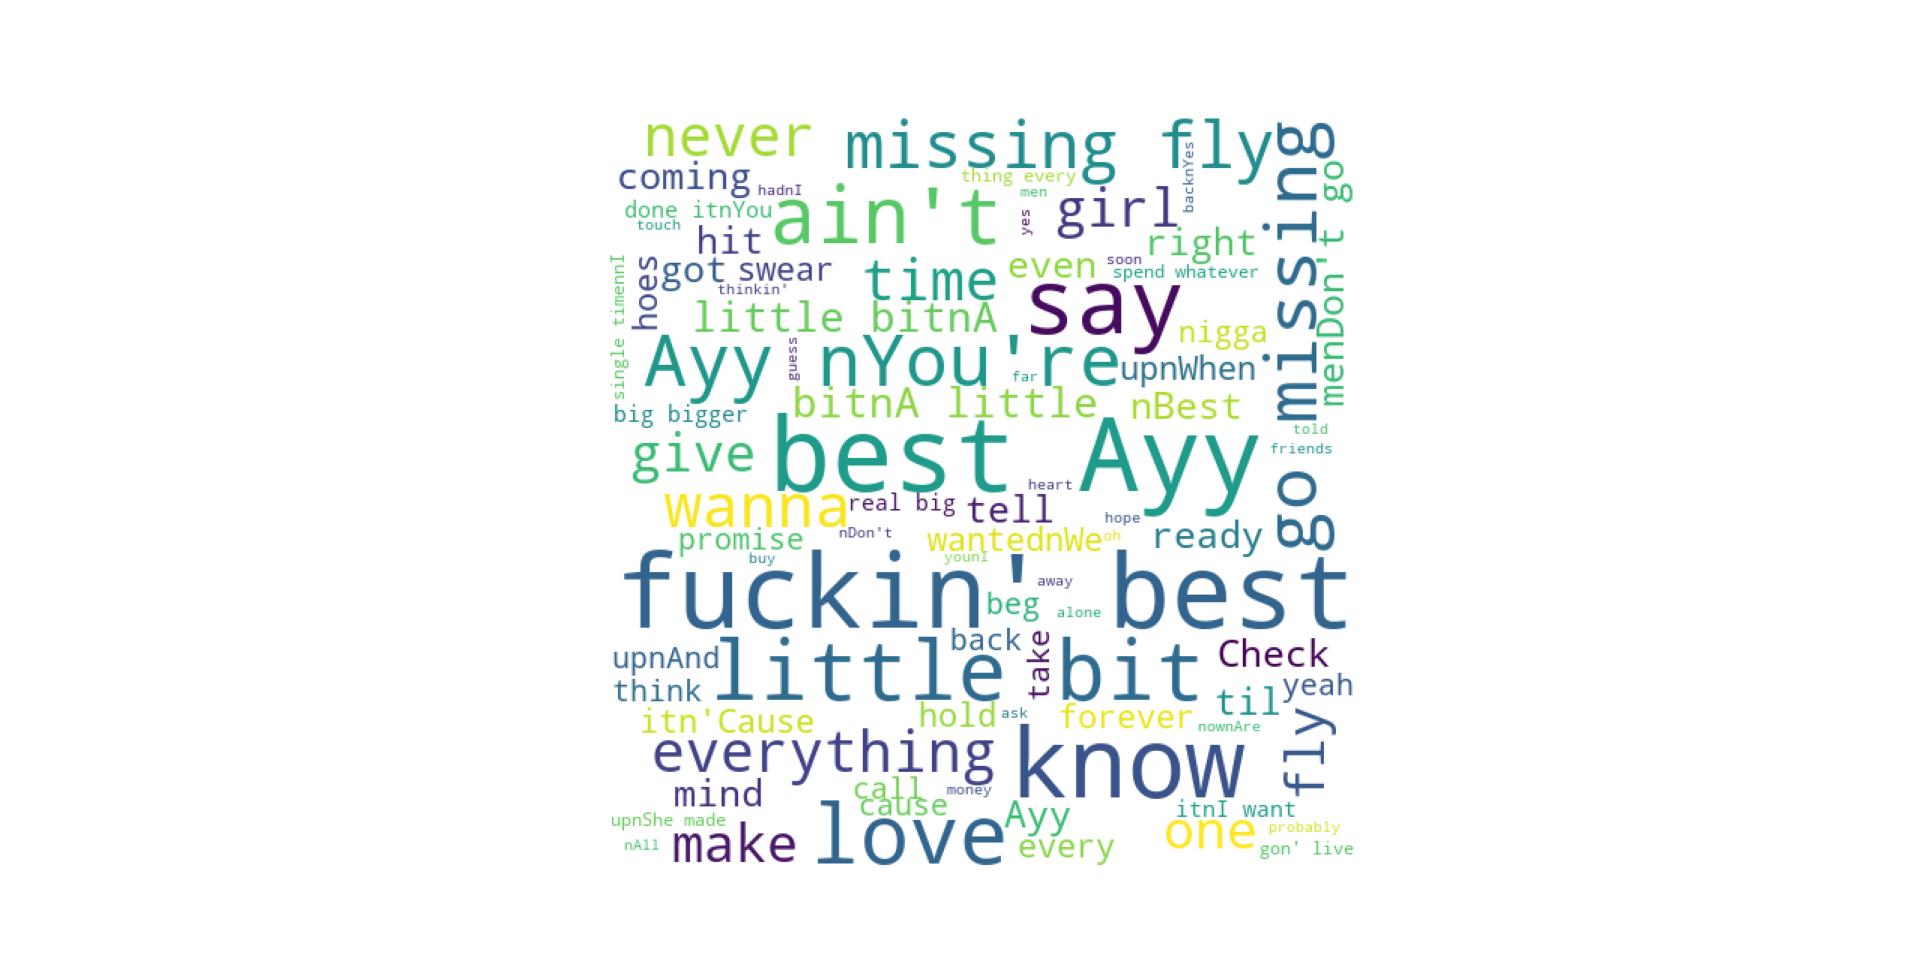 never
missing fly
go missing
menDon't go
coming
hadnI
thing every
men
backnYes
done itnYou
touch
ain't
yes
girl
hit
right
single timennI
hoes
got
swear
thinkin'
time
even
soon
spend whatever
little bitnA
say
nigga
Ayy
guess
nYou're
far
upnWhen
big bigger
bitnA little
nBest
told
friends
give
best Ayy
wanna
real big
heart
tell
hope
promise
nDon't
wantednWe
oh
ready
buy
younI
fuckin' best
away
beg
alone
upnAnd
little bit
back
take
Check
think
til
yeah
itn'Cause
hold
ask
forever
nownAre
fly
everything
know
mind
call
money
cause
Ayy
itnI want
upnShe made
nAll
make
love
every
one
probably
gon' live